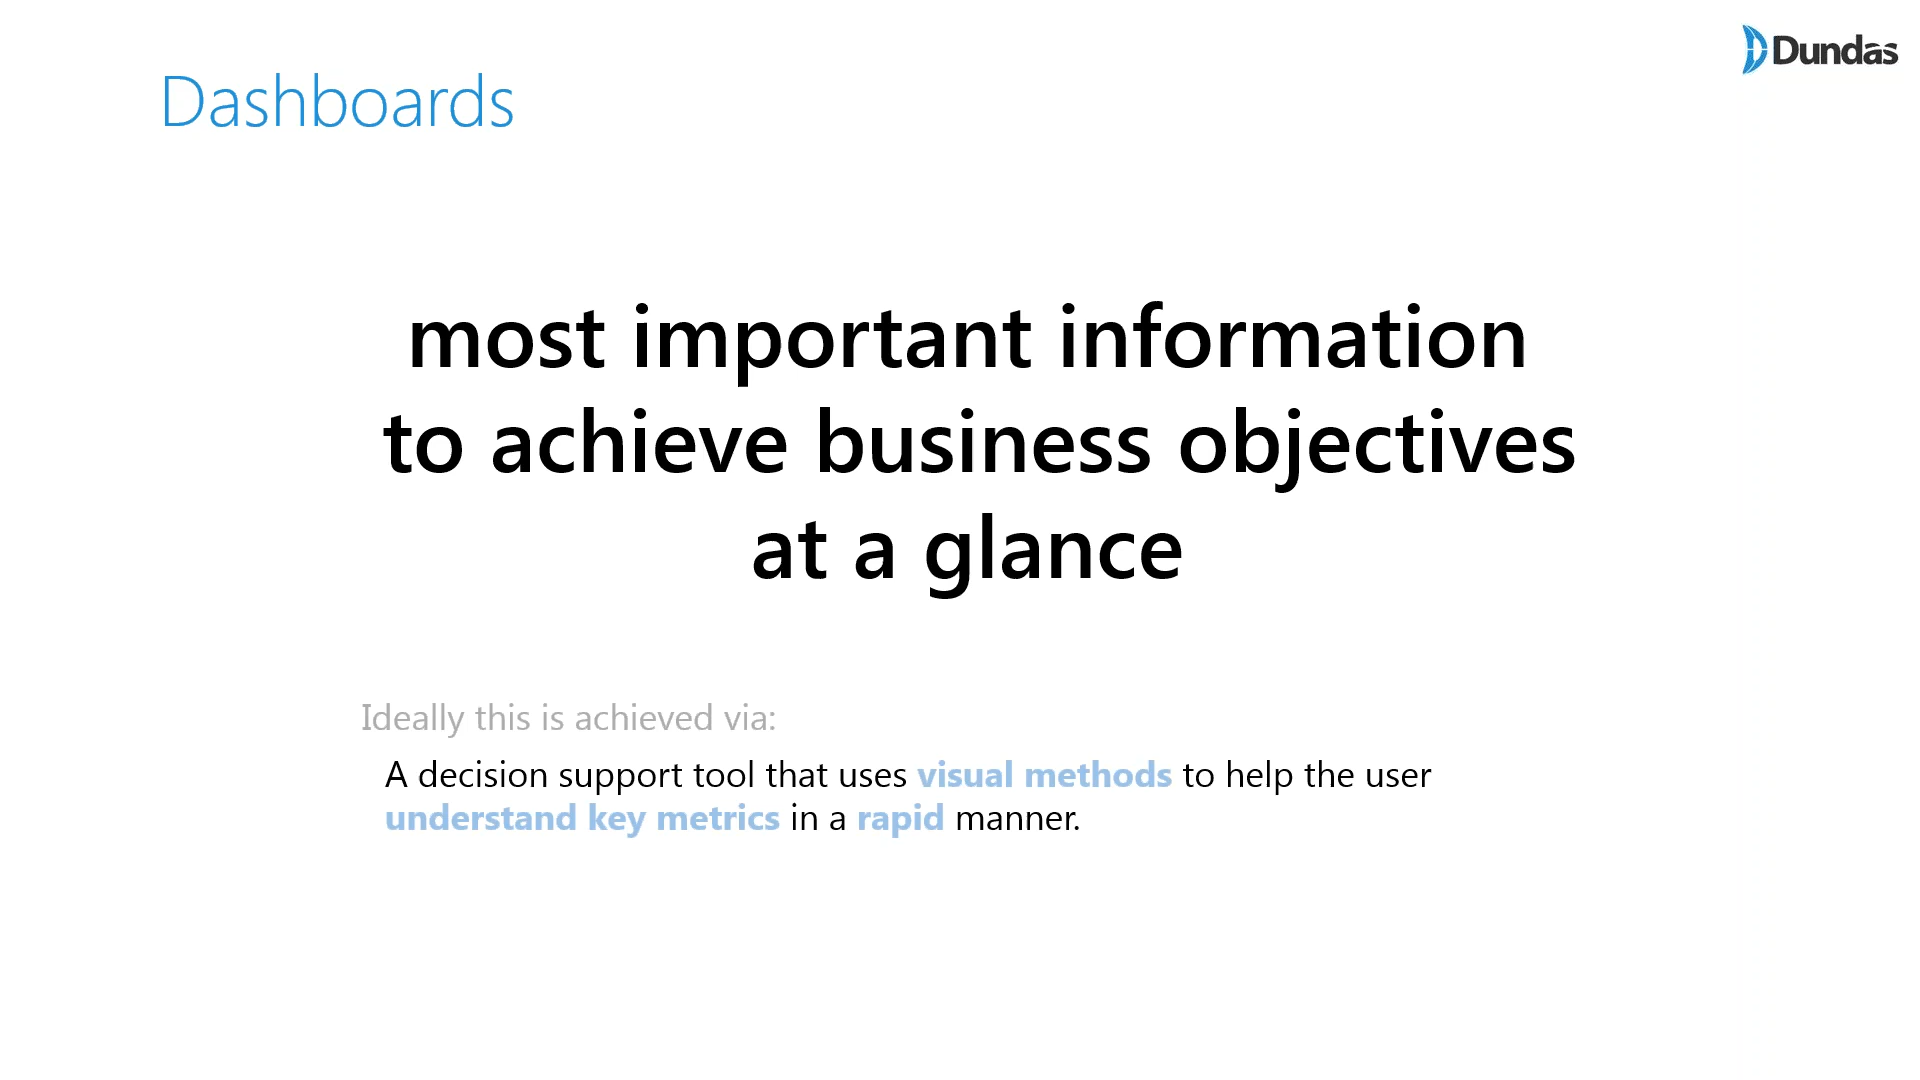 Dundas
Dashboards
most important information
to achieve business objectives
at a glance
Ideally this is achieved via:
A decision support tool that uses visual methods to help the user
understand key metrics in a rapid manner.